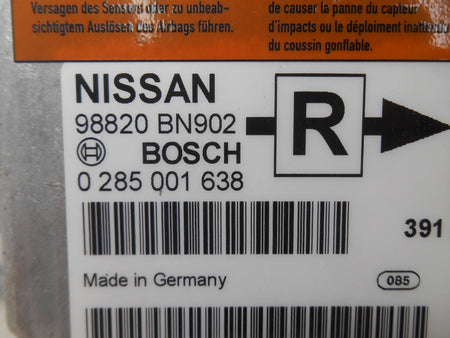 Versagen des Sensors oder zu unbeab-
sichtigtem Auslösen des Airbags führen.
de causer la panne du capteur
d'impacts ou le déploiement
du coussin gonflable.
NISSAN
98820 BN902
R
BOSCH
0 285 001 638
391
Made in Germany
085